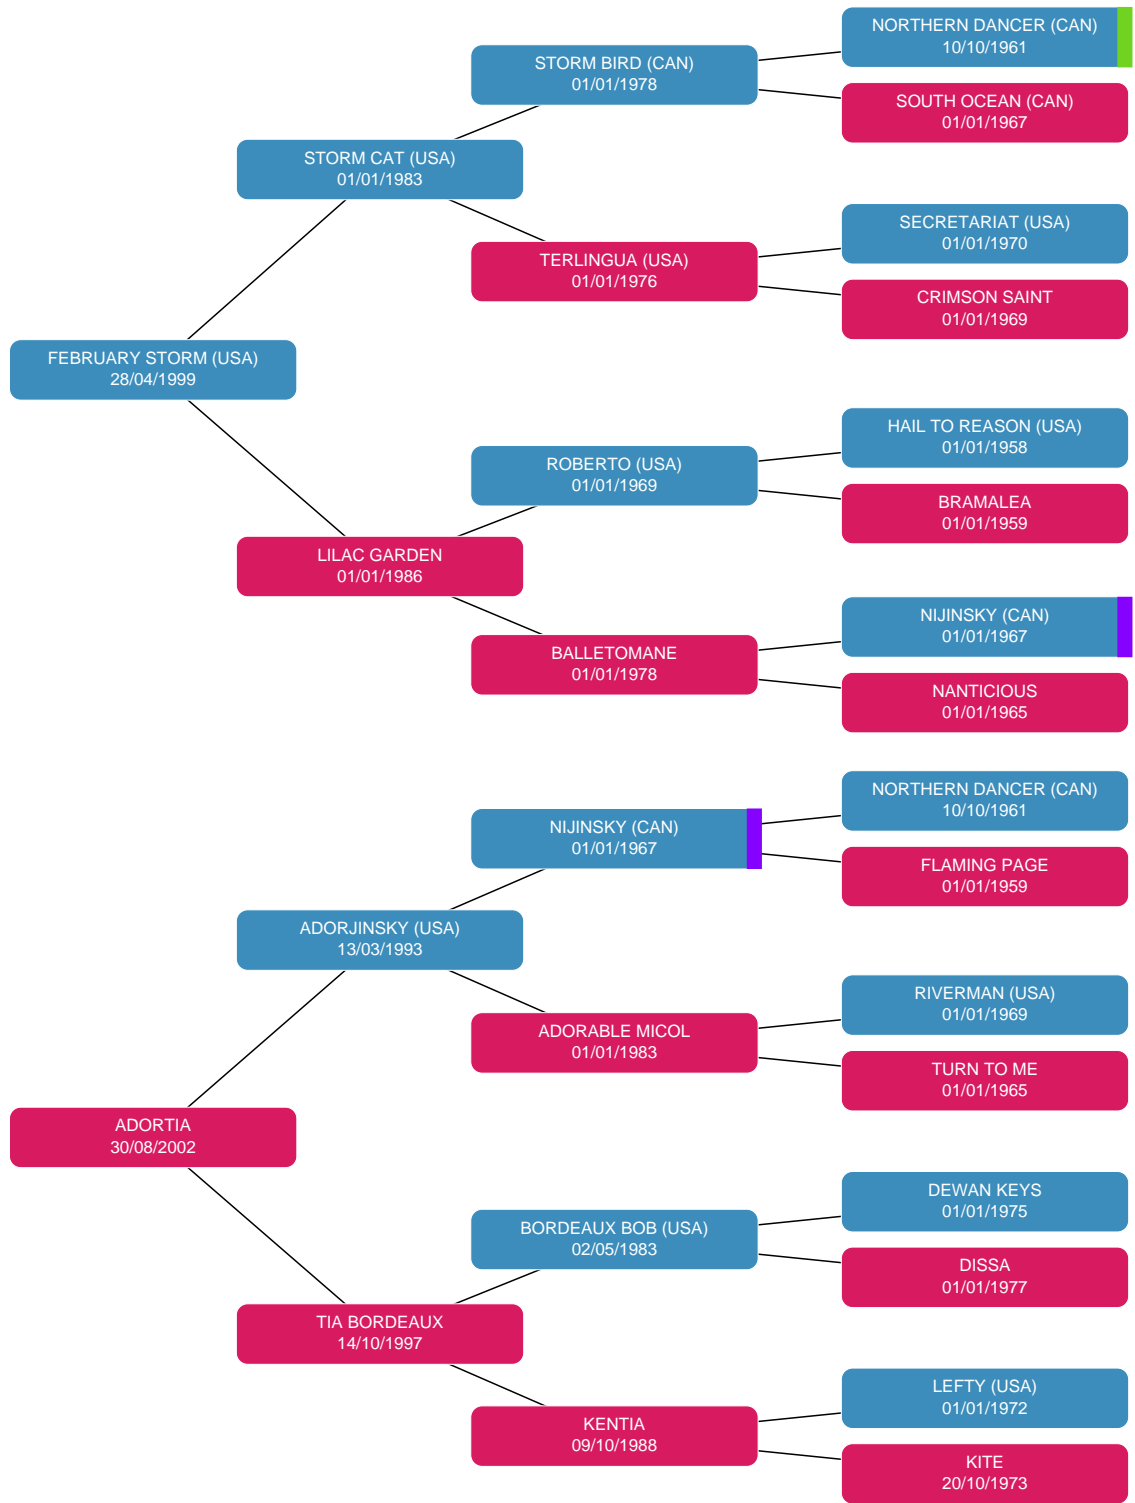 NORTHERN DANCER (CAN)
10/10/1961
STORM BIRD (CAN)
01/01/1978
SOUTH OCEAN (CAN)
01/01/1967
STORM CAT (USA)
01/01/1983
SECRETARIAT (USA)
01/01/1970
TERLINGUA (USA)
01/01/1976
CRIMSON SAINT
01/01/1969
FEBRUARY STORM (USA)
28/04/1999
HAIL TO REASON (USA)
01/01/1958
ROBERTO (USA)
01/01/1969
BRAMALEA
01/01/1959
LILAC GARDEN
01/01/1986
NIJINSKY (CAN)
01/01/1967
BALLETOMANE
01/01/1978
NANTICIOUS
01/01/1965
NORTHERN DANCER (CAN)
10/10/1961
NIJINSKY (CAN)
01/01/1967
FLAMING PAGE
01/01/1959
ADORJINSKY (USA)
13/03/1993
RIVERMAN (USA)
01/01/1969
ADORABLE MICOL
01/01/1983
TURN TO ME
01/01/1965
ADORTIA
30/08/2002
DEWAN KEYS
01/01/1975
BORDEAUX BOB (USA)
02/05/1983
DISSA
01/01/1977
TIA BORDEAUX
14/10/1997
LEFTY (USA)
01/01/1972
KENTIA
09/10/1988
KITE
20/10/1973